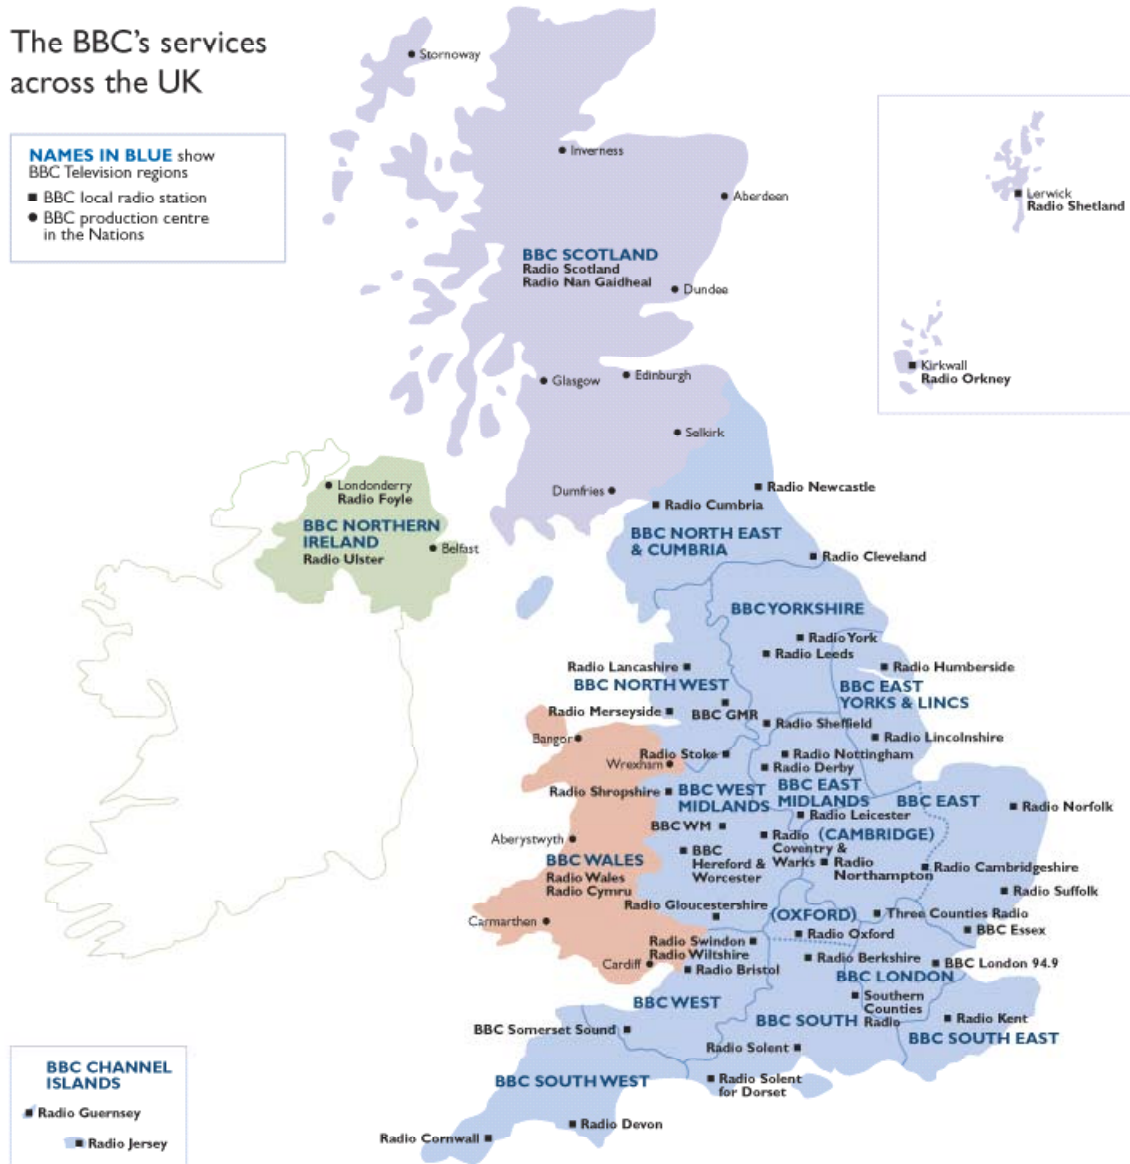 The BBC's services
across the UK
NAMES IN BLUE show
BBC Television regions
BBC local radio station
BBC production centre
in the Nations
Stornoway
Inverness
Aberdeen
BBC SCOTLAND
Radio Scotland
Radio Nan Gaidheal
Dundee
Glasgow
Edinburgh
Selkirk
Dumfries
Lerwick
Radio Shetland
Kirkwall
Radio Orkney
Londonderry
Radio Foyle
BBC NORTHERN
IRELAND
Radio Ulster
Belfast
Radio Newcastle
Radio Cumbria
BBC NORTH EAST
& CUMBRIA
Radio Cleveland
BBC YORKSHIRE
Radio York
Radio Leeds
Radio Humberside
Radio Lancashire
BBC NORTH WEST
BBC EAST
YORKS & LINCS
Radio Merseyside
BBC GMR
Radio Sheffield
Radio Lincolnshire
Bangor
Wrexham
Radio Stoke
Radio Nottingham
Radio Derby
Radio Shropshire
BBC WEST
MIDLANDS
BBC EAST
MIDLANDS
BBC EAST
Radio Norfolk
Radio Leicester
BBC WM
Radio
Coventry &
Warks
(CAMBRIDGE)
Aberystwyth
BBC
Hereford &
Worcester
Radio
Northampton
Radio Cambridgeshire
BBC WALES
Radio Wales
Radio Cymru
Radio Suffolk
Radio Gloucestershire
(OXFORD)
Three Counties Radio
Carmarthen
Radio Oxford
BBC Essex
Radio Swindon
Radio Wiltshire
Cardiff
Radio Bristol
Radio Berkshire
BBC London 94.9
BBC LONDON
BBC WEST
Southern
Counties
Radio
BBC SOUTH
Radio Kent
BBC Somerset Sound
BBC SOUTH EAST
Radio Solent
BBC SOUTH WEST
Radio Solent
for Dorset
Radio Devon
Radio Cornwall
BBC CHANNEL
ISLANDS
Radio Guernsey
Radio Jersey